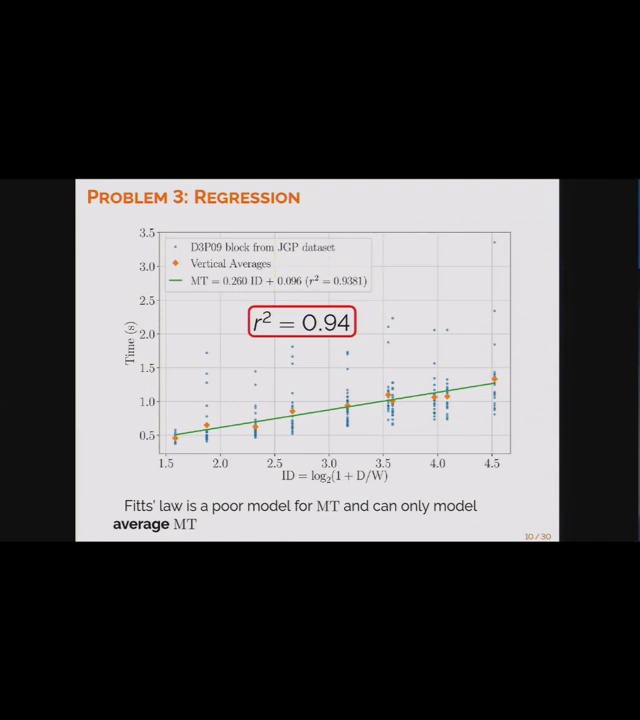 PROBLEM 3: REGRESSION
3.5
3.0
2.5
2.0
1.5
1.0
0.5
Time (s)
D3P09 block from JGP dataset
Vertical Averages
MT = 0.260 ID + 0.096 (r² = 0.9381)
r² = 0.94
1.5 2.0 2.5 3.0 3.5 4.0 4.5
ID = log₂(1 + D/W)
Fitts' law is a poor model for MT and can only model
average MT
10 / 30